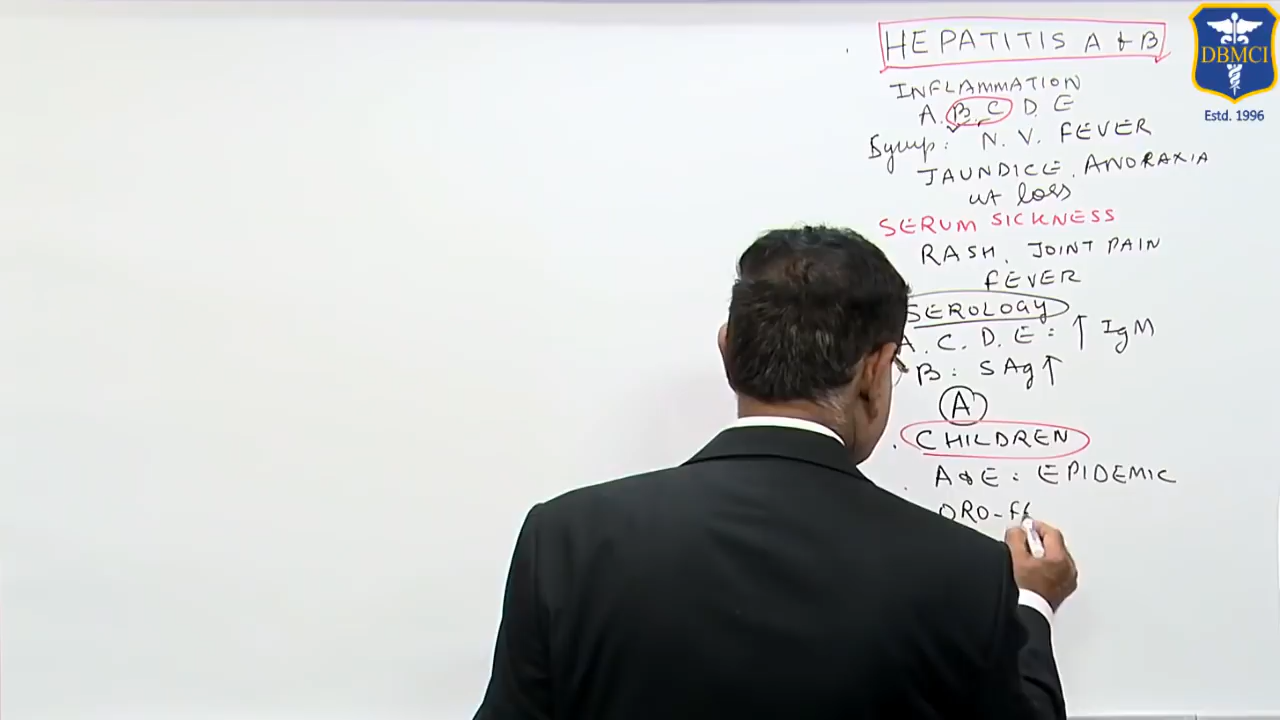 HEPATITIS A & B
DBMCI
Estd. 1996
INFLAMMATION
A. B. C D. E
Symp: N. V. FEVER
JAUNDICE. ANORAXIA
wt loss
SERUM SICKNESS
RASH. JOINT PAIN
FEVER
SEROLOGY
A. C. D. E: ↑ IgM
B: SAg ↑
A
CHILDREN
A & E: EPIDEMIC
ORO-FE